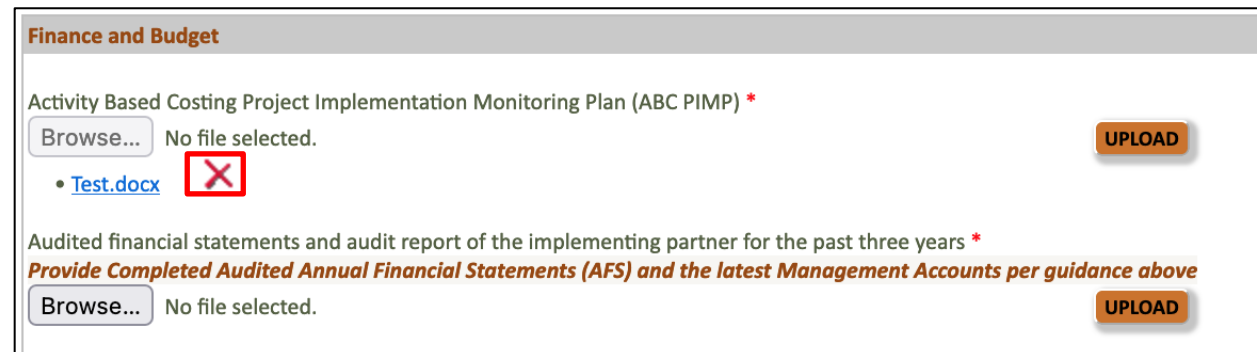 Finance and Budget
Activity Based Costing Project Implementation Monitoring Plan (ABC PIMP) *
Browse... No file selected. UPLOAD
• Test.docx
Audited financial statements and audit report of the implementing partner for the past three years *
Provide Completed Audited Annual Financial Statements (AFS) and the latest Management Accounts per guidance above
Browse... No file selected. UPLOAD